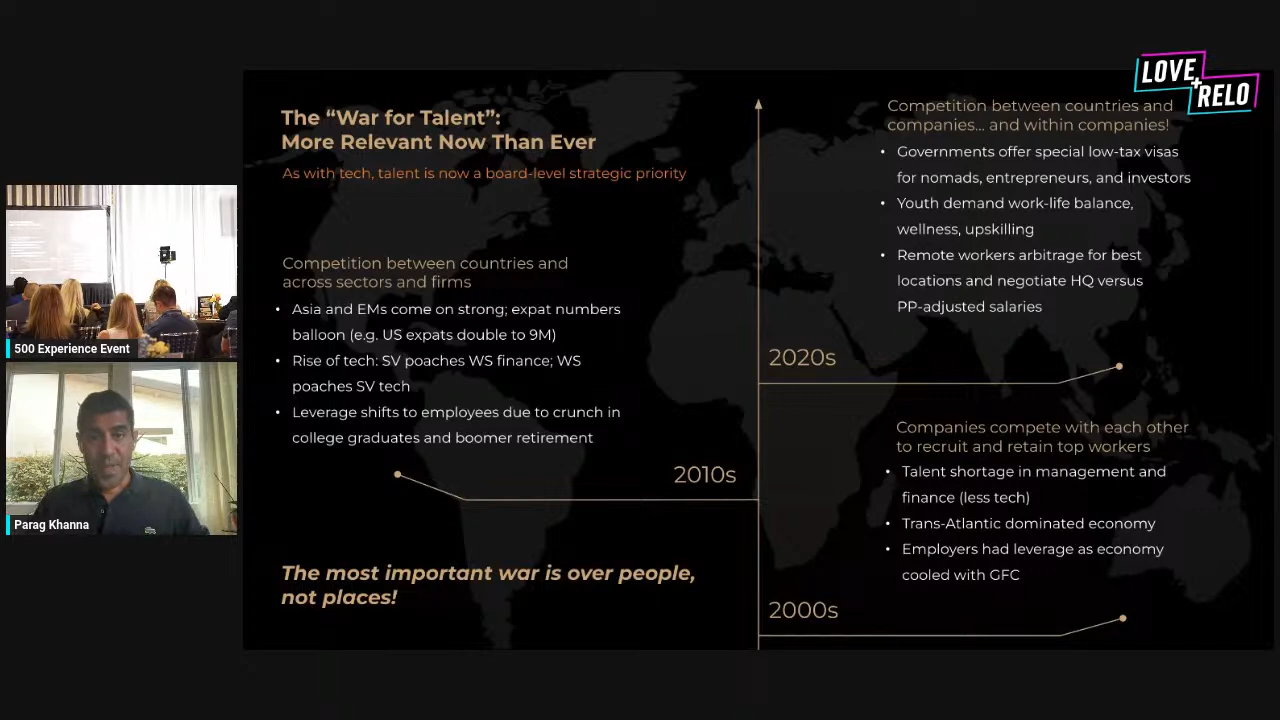 LOVE
+
RELO
The “War for Talent”:
More Relevant Now Than Ever
As with tech, talent is now a board-level strategic priority
Competition between countries and
across sectors and firms
• Asia and EMs come on strong; expat numbers
balloon (e.g. US expats double to 9M)
• Rise of tech: SV poaches WS finance; WS
poaches SV tech
• Leverage shifts to employees due to crunch in
college graduates and boomer retirement
2010s
The most important war is over people,
not places!
Competition between countries and
companies... and within companies!
• Governments offer special low-tax visas
for nomads, entrepreneurs, and investors
• Youth demand work-life balance,
wellness, upskilling
• Remote workers arbitrage for best
locations and negotiate HQ versus
PP-adjusted salaries
2020s
Companies compete with each other
to recruit and retain top workers
• Talent shortage in management and
finance (less tech)
• Trans-Atlantic dominated economy
• Employers had leverage as economy
cooled with GFC
2000s
500 Experience Event
Parag Khanna